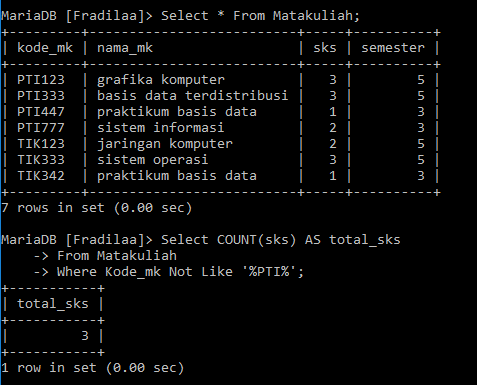 MariaDB [Fradilaa]> Select * From Matakuliah;
+---------+------------------------+-----+----------+
| kode_mk | nama_mk                | sks | semester |
+---------+------------------------+-----+----------+
| PTI123  | grafika komputer       |   3 |        5 |
| PTI333  | basis data terdistribusi |   3 |        5 |
| PTI447  | praktikum basis data   |   1 |        3 |
| PTI777  | sistem informasi       |   2 |        3 |
| TIK123  | jaringan komputer      |   2 |        5 |
| TIK333  | sistem operasi         |   3 |        5 |
| TIK342  | praktikum basis data   |   1 |        3 |
+---------+------------------------+-----+----------+
7 rows in set (0.00 sec)
MariaDB [Fradilaa]> Select COUNT(sks) AS total_sks
    -> From Matakuliah
    -> Where Kode_mk Not Like '%PTI%';
+-----------+
| total_sks |
+-----------+
|         3 |
+-----------+
1 row in set (0.00 sec)